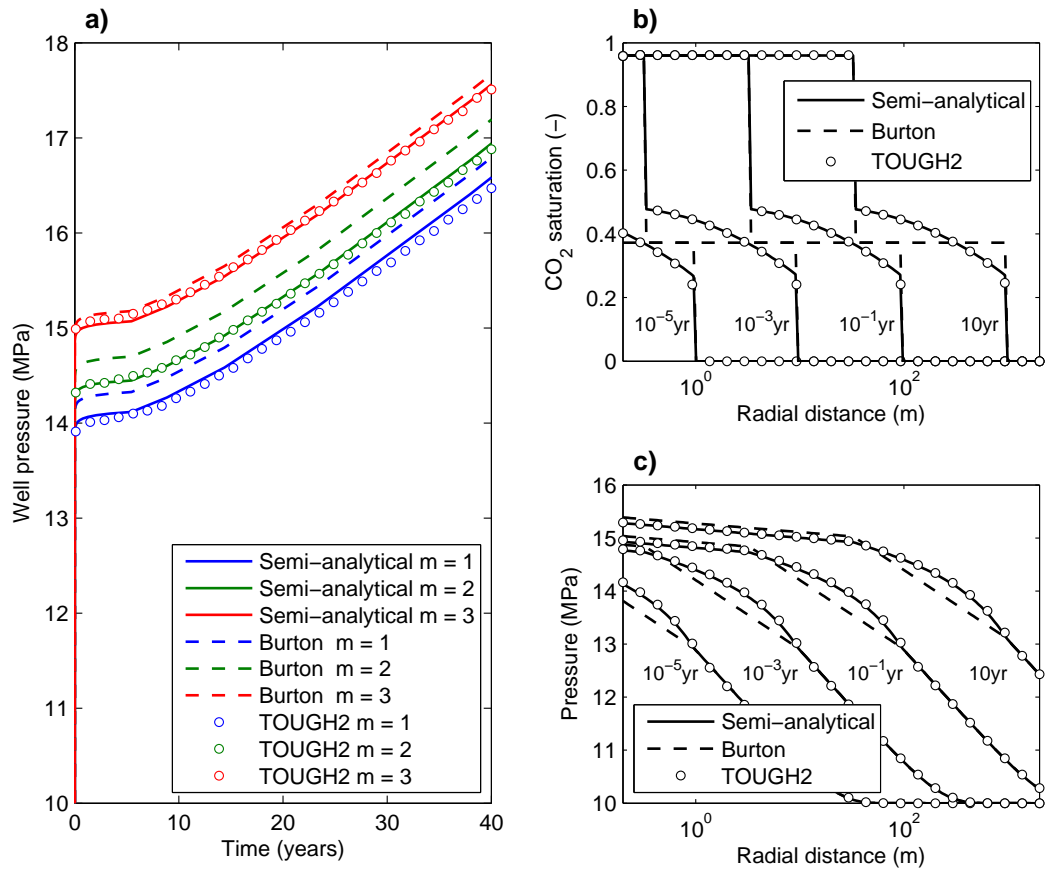 a)
18
17
16
15
14
13
12
11
10
Well pressure (MPa)
0
10
20
30
40
Time (years)
Semi−analytical m = 1
Semi−analytical m = 2
Semi−analytical m = 3
Burton  m = 1
Burton  m = 2
Burton  m = 3
TOUGH2 m = 1
TOUGH2 m = 2
TOUGH2 m = 3
b)
1
0.8
0.6
0.4
0.2
0
CO2 saturation (−)
Semi−analytical
Burton
TOUGH2
10−5yr
10−3yr
10−1yr
10yr
100
102
Radial distance (m)
c)
16
15
14
13
12
11
10
Pressure (MPa)
10−5yr
10−3yr
10−1yr
10yr
Semi−analytical
Burton
TOUGH2
100
102
Radial distance (m)